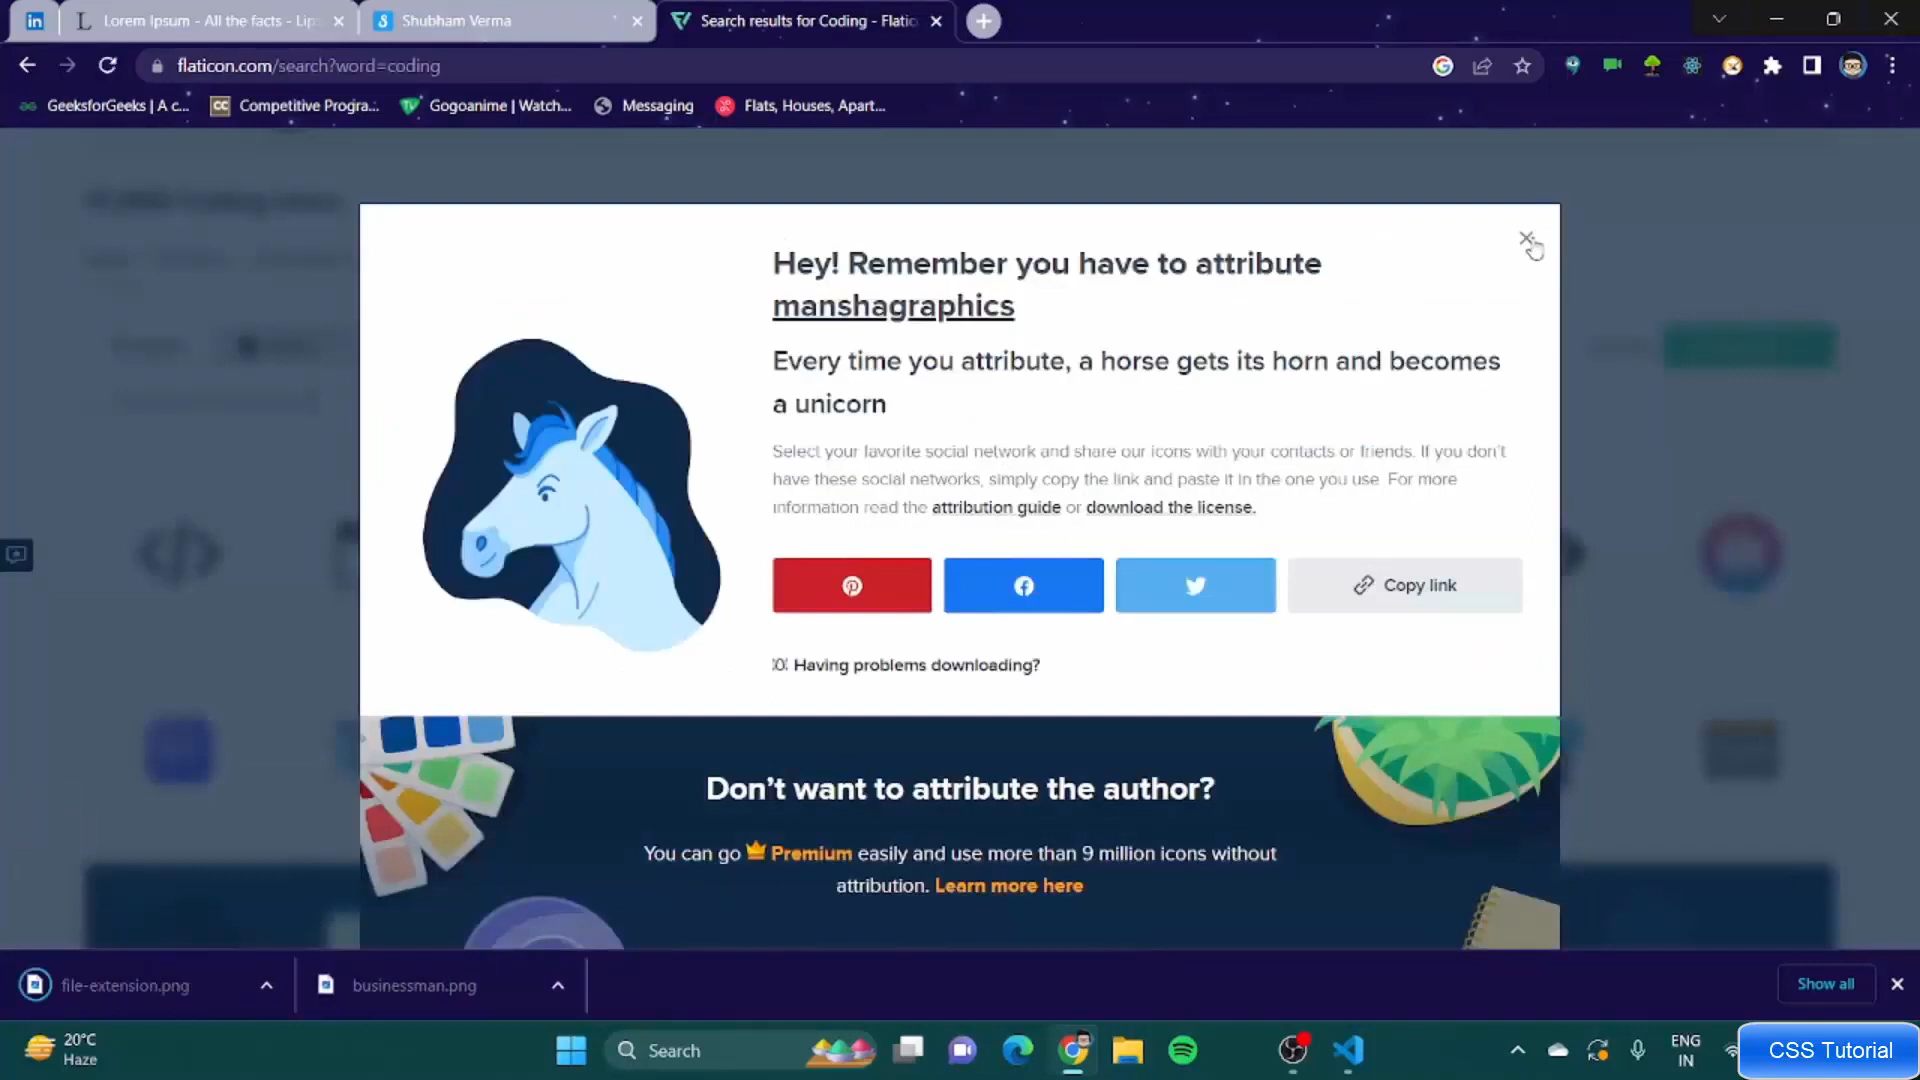 Lorem Ipsum - All the facts - Lip
Shubham Verma
Search results for Coding - Flatic
flaticon.com/search?word=coding
GeeksforGeeks | A c...
CC Competitive Progra...
Gogoanime | Watch...
Messaging
Flats, Houses, Apart...
Hey! Remember you have to attribute
manshagraphics
Every time you attribute, a horse gets its horn and becomes
a unicorn
Select your favorite social network and share our icons with your contacts or friends. If you don't
have these social networks, simply copy the link and paste it in the one you use. For more
information read the attribution guide or download the license.
Copy link
Having problems downloading?
Don't want to attribute the author?
You can go Premium easily and use more than 9 million icons without
attribution. Learn more here
file-extension.png
businessman.png
Show all
20°C
Haze
Search
ENG
IN
CSS Tutorial